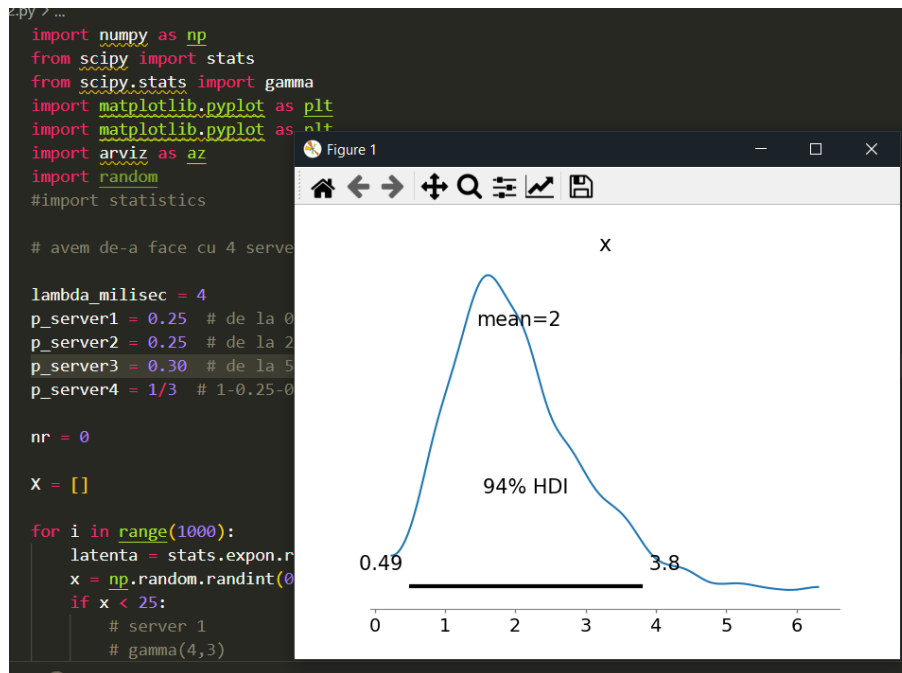 2.py > ...
import numpy as np
from scipy import stats
from scipy.stats import gamma
import matplotlib.pyplot as plt
import matplotlib.pyplot as plt
import arviz as az
import random
#import statistics
# avem de-a face cu 4 serve
lambda_milisec = 4
p_server1 = 0.25 # de la 0
p_server2 = 0.25 # de la 2
p_server3 = 0.30 # de la 5
p_server4 = 1/3 # 1-0.25-0
nr = 0
X = []
for i in range(1000):
latenta = stats.expon.r
x = np.random.randint(0
if x < 25:
# server 1
# gamma(4,3)
Figure 1
x
mean=2
94% HDI
0.49
3.8
0 1 2 3 4 5 6